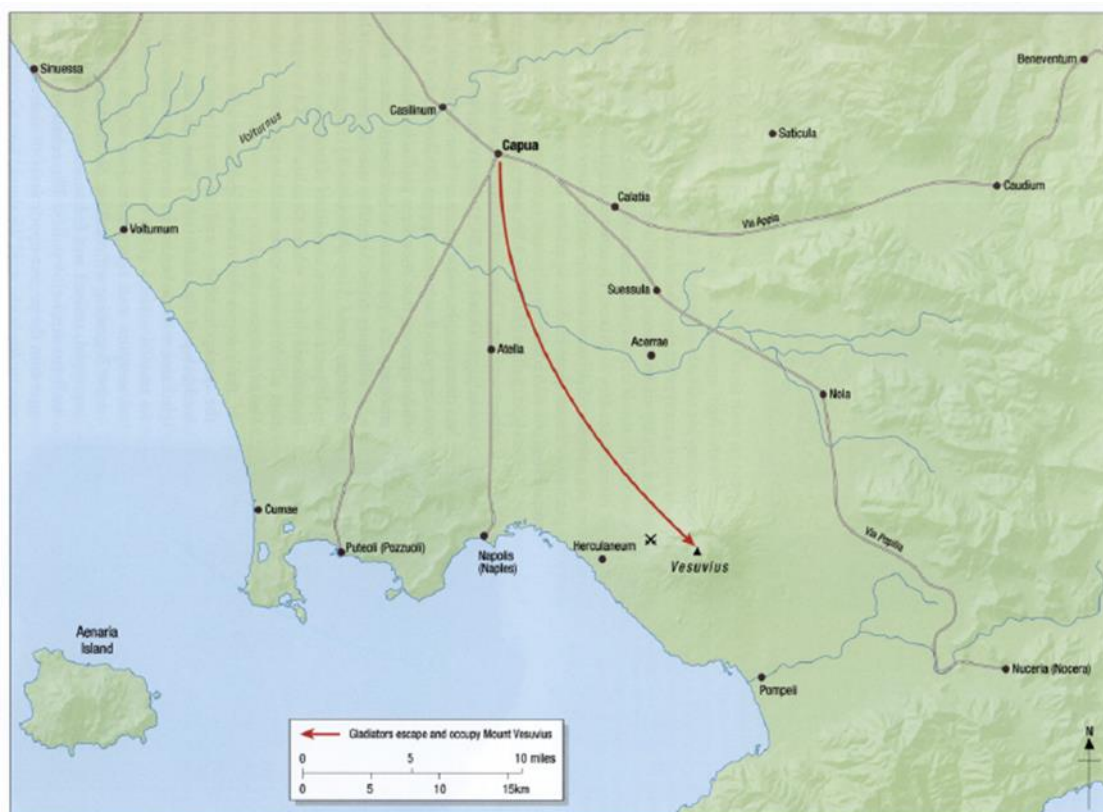 Sinuessa
Beneventum
Casilinum
Volturnus
Saticula
Capua
Caudium
Calatia
Via Appia
Volturnum
Suessula
Acerrae
Atella
Nola
Cumae
Puteoli (Pozzuoli)
Napolis
(Naples)
Herculaneum
Vesuvius
Via Popilia
Aenaria
Island
Nuceria (Nocera)
Pompeii
Gladiators escape and occupy Mount Vesuvius
0 5 10 miles
0 5 10 15km
N